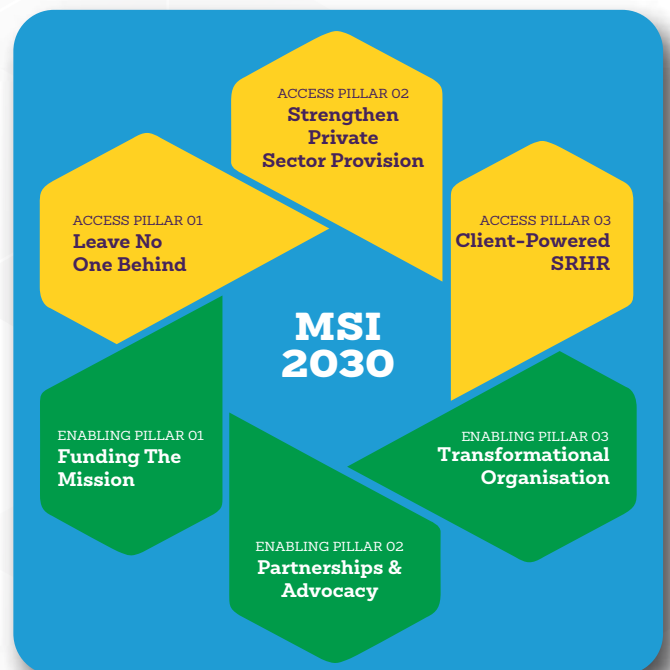 ACCESS PILLAR 02
Strengthen
Private
Sector Provision
ACCESS PILLAR 01
Leave No
One Behind
ACCESS PILLAR 03
Client-Powered
SRHR
MSI
2030
ENABLING PILLAR 01
Funding The
Mission
ENABLING PILLAR 03
Transformational
Organisation
ENABLING PILLAR 02
Partnerships &
Advocacy